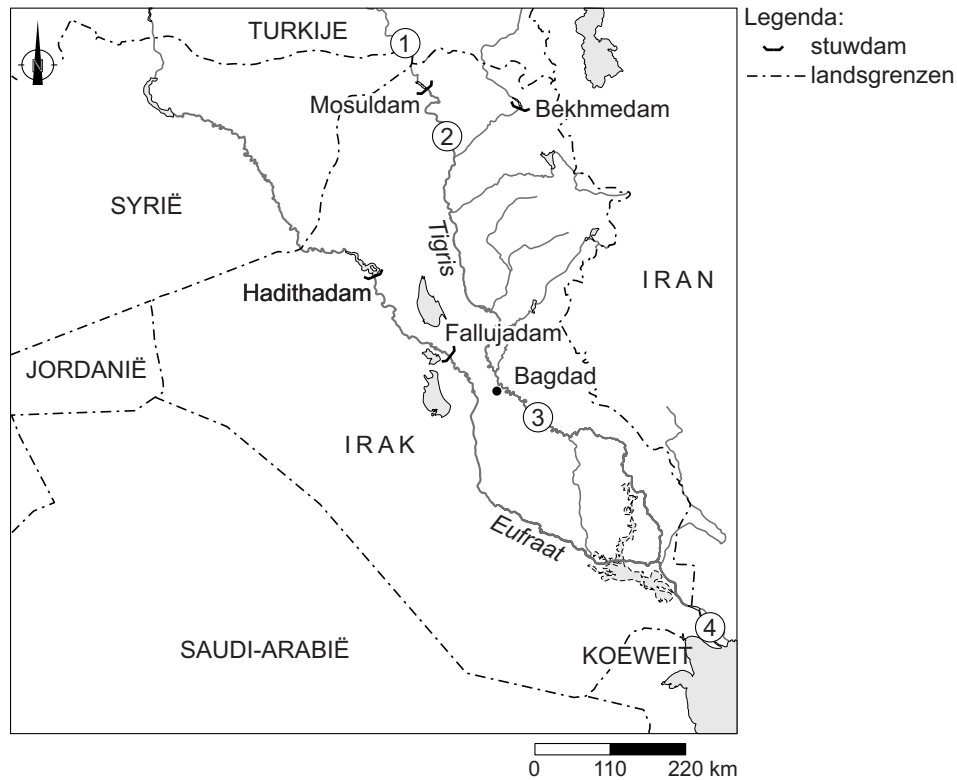 Legenda:
stuwdam
landsgrenzen
TURKIJE
1
N
Mosuldam
Bekhmedam
2
SYRIË
Tigris
IRAN
Hadithadam
Fallujadam
JORDANIË
Bagdad
3
IRAK
Eufraat
4
SAUDI-ARABIË
KOEWEIT
0 110 220 km